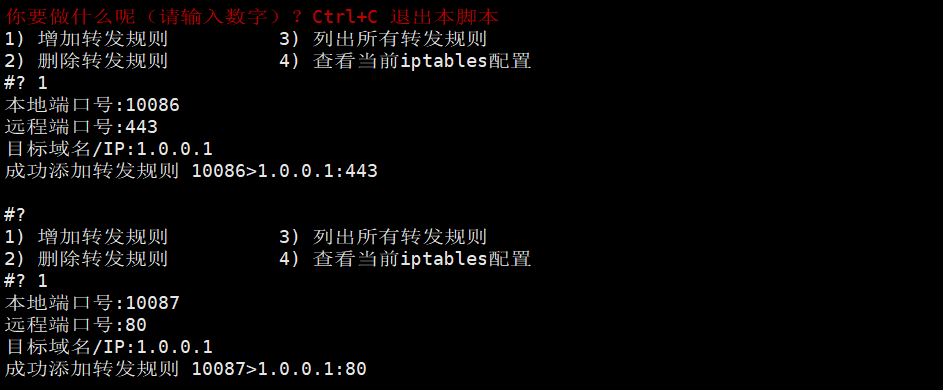 你要做什么呢（请输入数字）？Ctrl+C 退出本脚本
1) 增加转发规则 3) 列出所有转发规则
2) 删除转发规则 4) 查看当前iptables配置
#? 1
本地端口号:10086
远程端口号:443
目标域名/IP:1.0.0.1
成功添加转发规则 10086>1.0.0.1:443
#?
1) 增加转发规则 3) 列出所有转发规则
2) 删除转发规则 4) 查看当前iptables配置
#? 1
本地端口号:10087
远程端口号:80
目标域名/IP:1.0.0.1
成功添加转发规则 10087>1.0.0.1:80